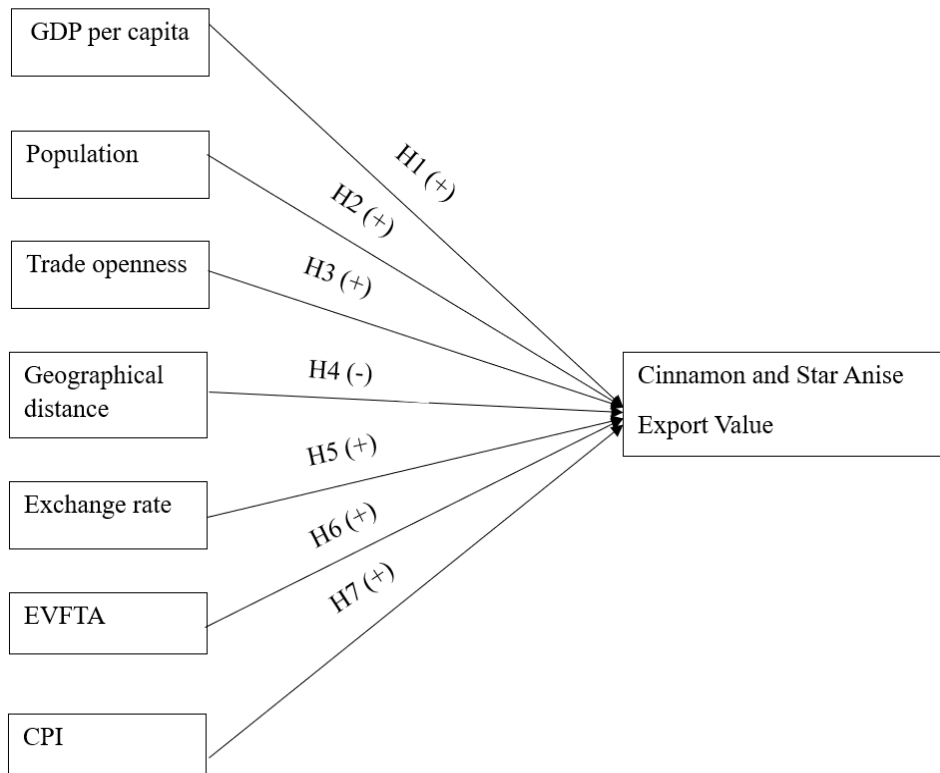 GDP per capita
H1 (+)
Population
H2 (+)
Trade openness
H3 (+)
Geographical
distance
H4 (-)
Cinnamon and Star Anise
Export Value
Exchange rate
H5 (+)
H6 (+)
EVFTA
H7 (+)
CPI